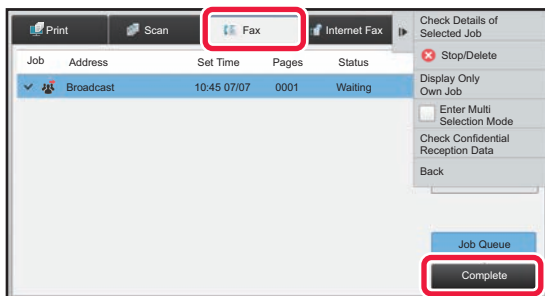 Print
Scan
Fax
Internet Fax
Job Address Set Time Pages Status
Broadcast 10:45 07/07 0001 Waiting
Check Details of
Selected Job
Stop/Delete
Display Only
Own Job
Enter Multi
Selection Mode
Check Confidential
Reception Data
Back
Job Queue
Complete